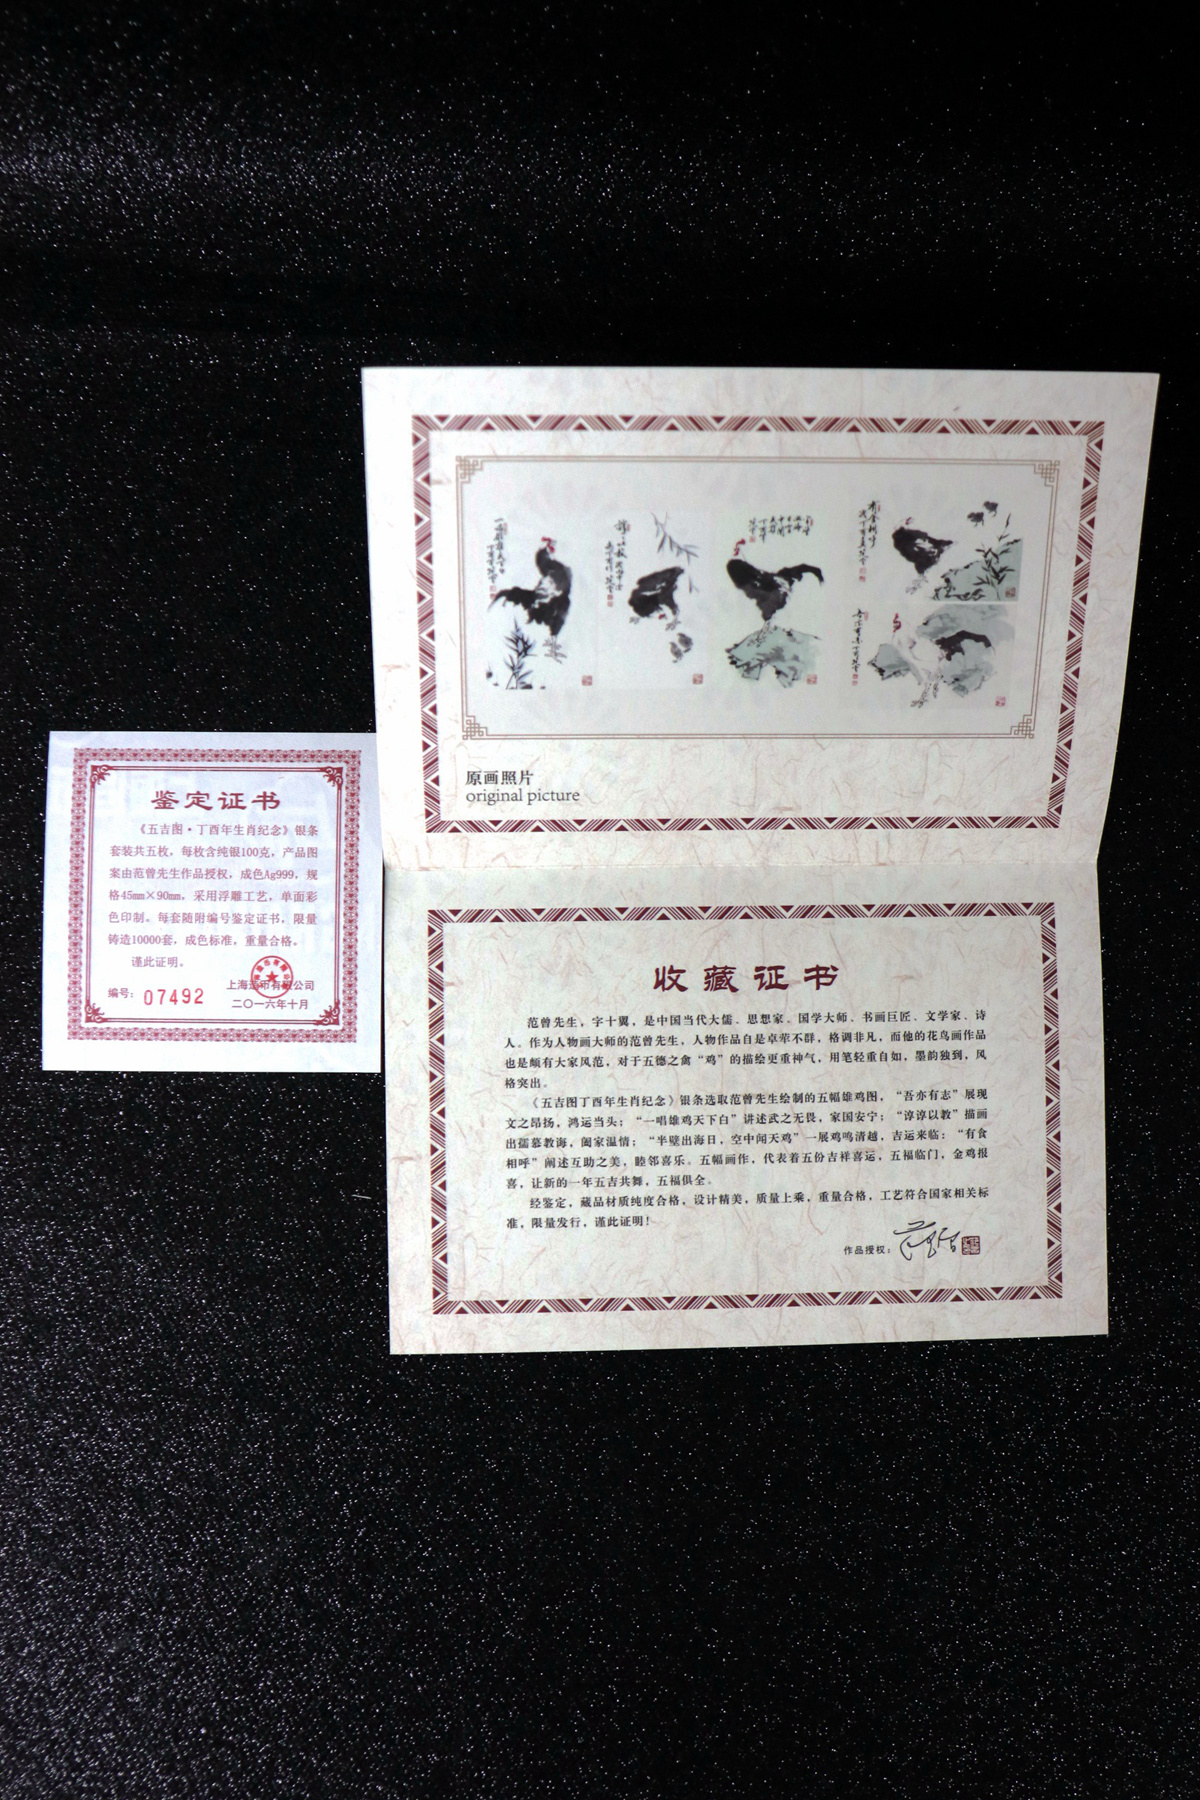 原画照片
original picture
鉴定证书
《五吉图·丁酉年生肖纪念》银条
套装共五枚，每枚含纯银100克，产品图
案由范曾先生作品授权，成色Ag999，规
格45mm×90mm，采用浮雕工艺，单面彩
色印制。每套随附编号鉴定证书，限量
铸造10000套，成色标准，重量合格。
谨此证明。
编号：07492
二〇一六年十月
收藏证书
范曾先生，字十翼，是中国当代大儒、思想家。国学大师、书画巨匠、文学家、诗
人。作为人物画大师的范曾先生，人物作品自是卓荦不群，格调非凡，而他的花鸟画作品
也是颇有大家风范，对于五德之禽“鸡”的描绘更重神气，用笔轻重自如，墨韵独到，风
格突出。
《五吉图丁酉年生肖纪念》银条选取范曾先生绘制的五幅雄鸡图，“吾亦有志”展现
文之昂扬，鸿运当头；“一唱雄鸡天下白”讲述武之无畏，家国安宁；“谆谆以教”描画
出孺慕教诲，阖家温情；“半壁出海日，空中闻天鸡”一展鸡鸣清越，吉运来临；“有食
相呼”阐述互助之美，睦邻喜乐。五幅画作，代表着五份吉祥喜运，五福临门，金鸡报
喜，让新的一年五吉共舞，五福俱全。
经鉴定，藏品材质纯度合格，设计精美，质量上乘，重量合格，工艺符合国家相关标
准，限量发行，谨此证明！
作品授权：